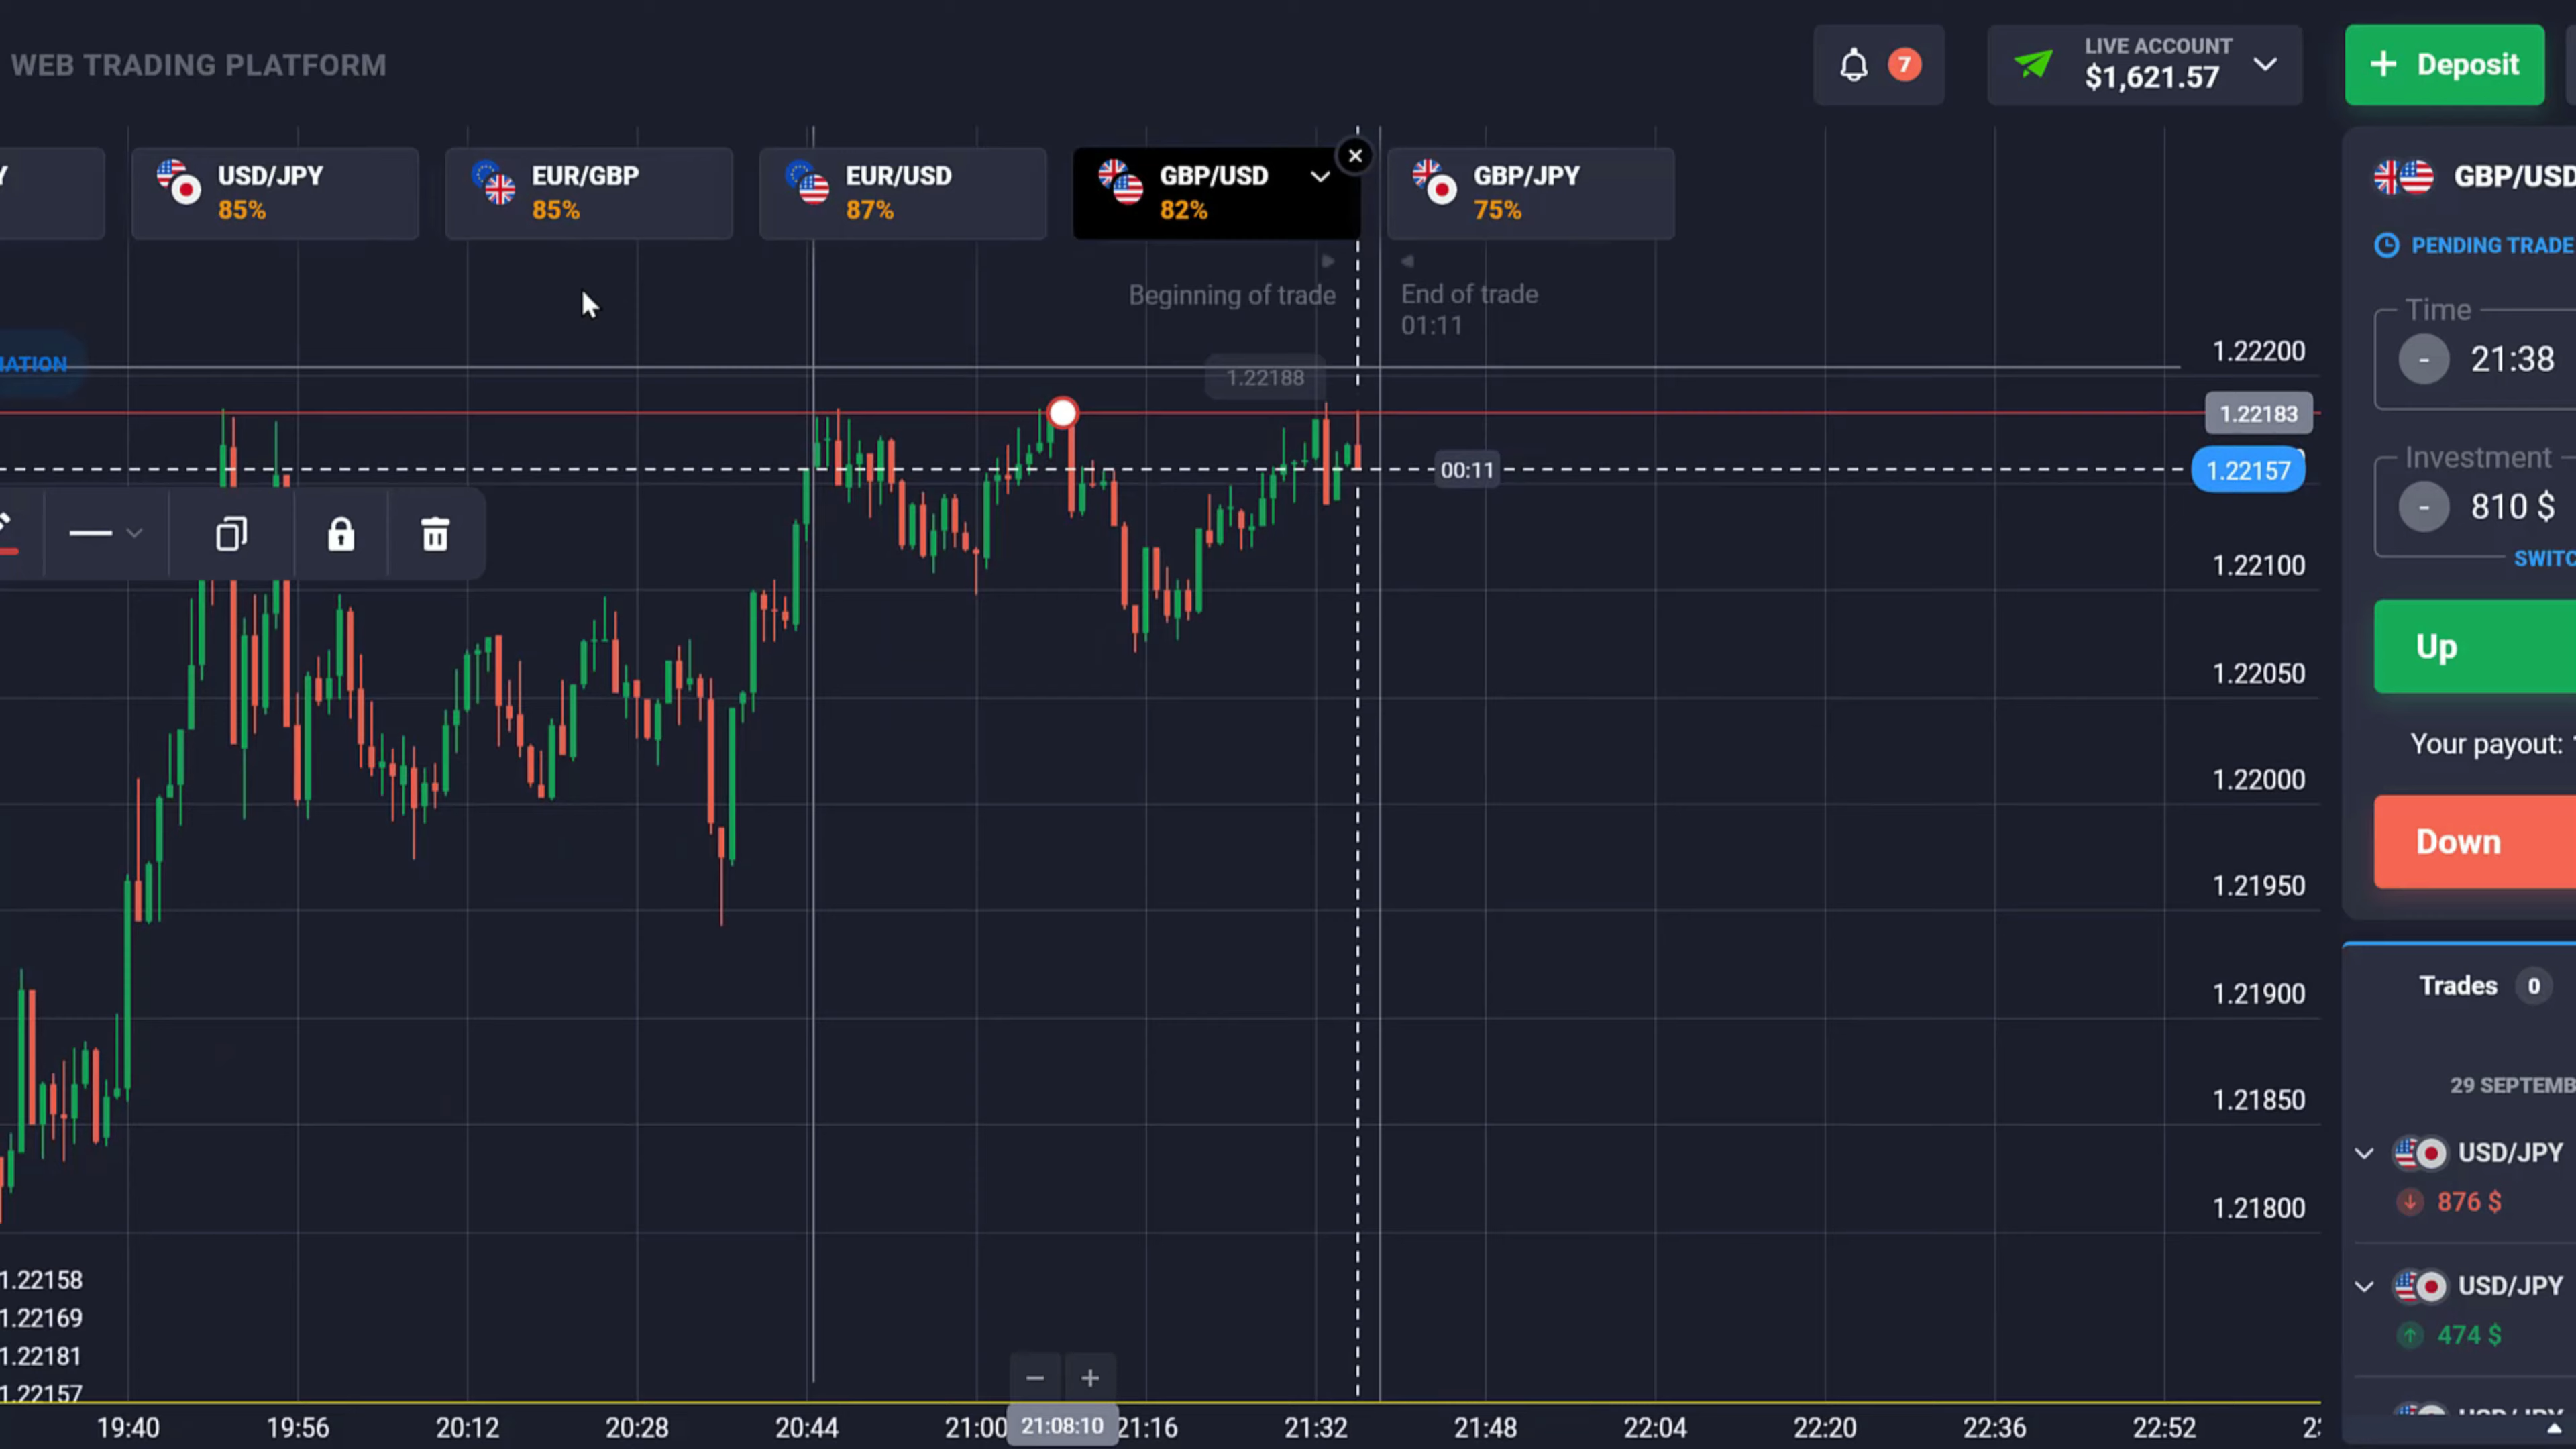 WEB TRADING PLATFORM
7
LIVE ACCOUNT
$1,621.57
+ Deposit
Y
USD/JPY
85%
EUR/GBP
85%
EUR/USD
87%
GBP/USD
82%
GBP/JPY
75%
GBP/USD
PENDING TRADE
Beginning of trade
End of trade
01:11
Time
- 21:38
MATION
1.22188
1.22200
1.22183
00:11
1.22157
Investment
- 810 $
SWITC
1.22100
1.22050
1.22000
1.21950
1.21900
1.21850
1.21800
Up
Your payout:
Down
Trades 0
29 SEPTEMB
USD/JPY
876 $
USD/JPY
474 $
1.22158
1.22169
1.22181
1.22157
− +
19:40 19:56 20:12 20:28 20:44 21:00 21:08:10 21:16 21:32 21:48 22:04 22:20 22:36 22:52